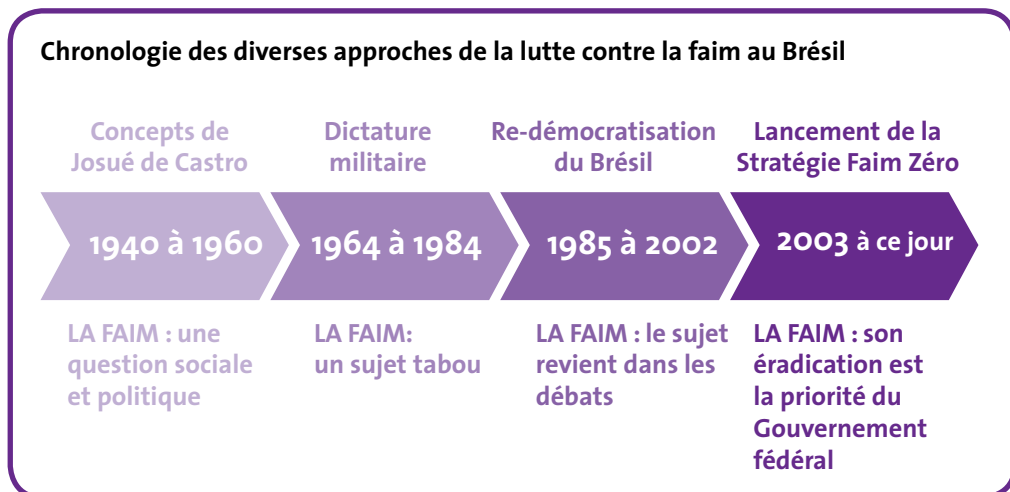 Chronologie des diverses approches de la lutte contre la faim au Brésil
Concepts de
Josué de Castro
Dictature
militaire
Re-démocratisation
du Brésil
Lancement de la
Stratégie Faim Zéro
1940 à 1960
1964 à 1984
1985 à 2002
2003 à ce jour
LA FAIM : une
question sociale
et politique
LA FAIM:
un sujet tabou
LA FAIM : le sujet
revient dans les
débats
LA FAIM : son
éradication est
la priorité du
Gouvernement
fédéral